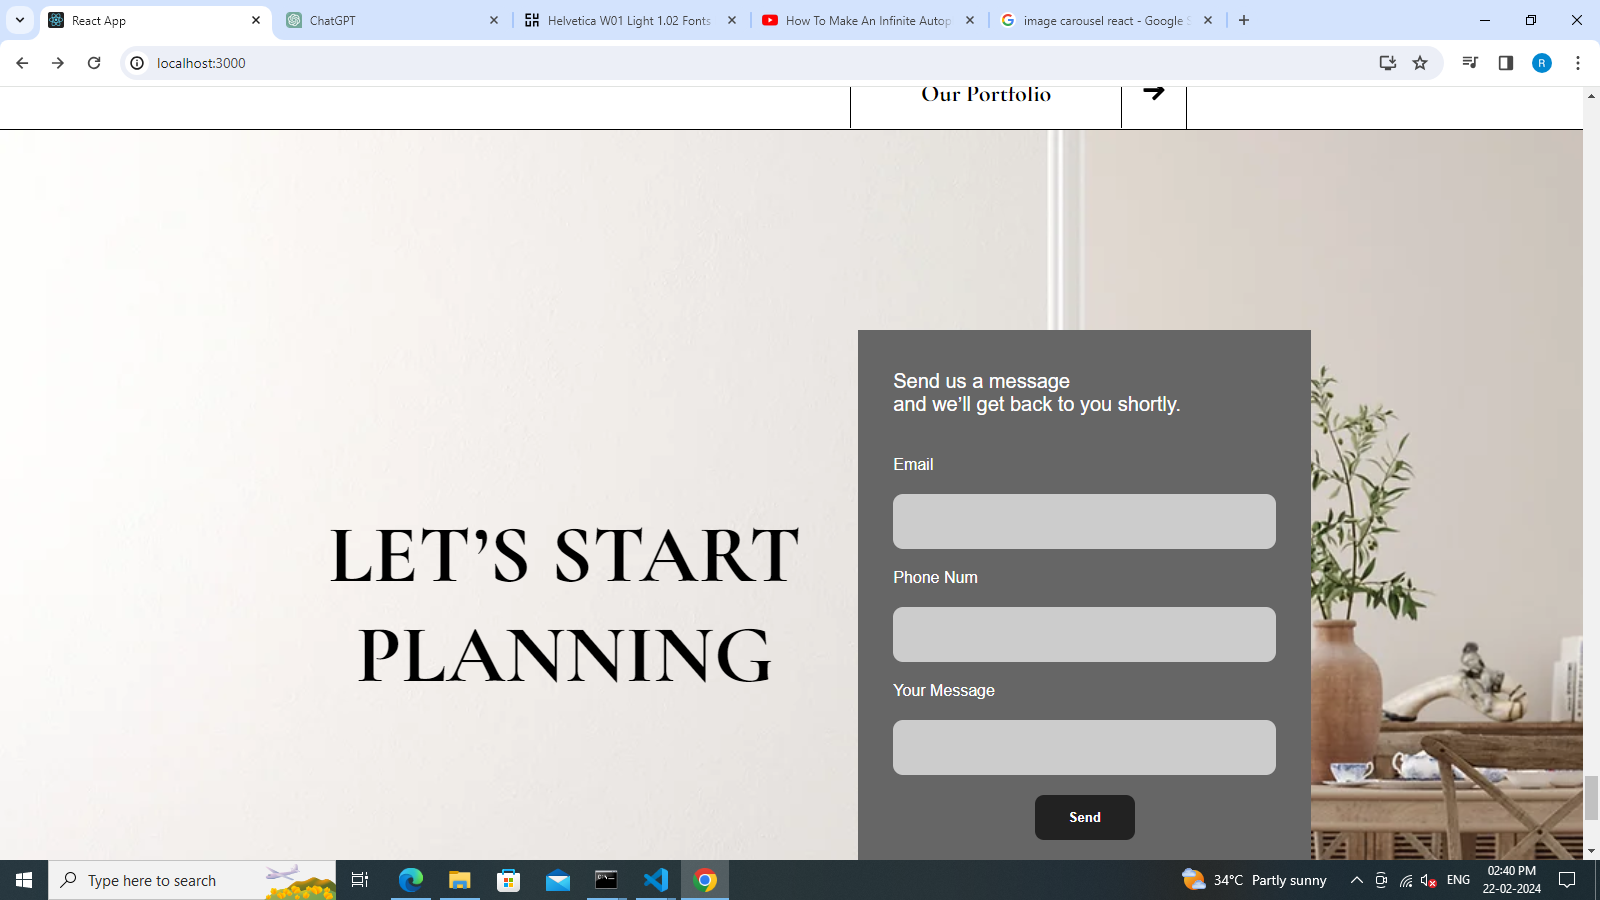 React App
ChatGPT
Helvetica W01 Light 1.02 Fonts
How To Make An Infinite Autop
image carousel react - Google S
localhost:3000
R
Our Portfolio
Send us a message
and we’ll get back to you shortly.
Email
LET’S START
PLANNING
Phone Num
Your Message
Send
Type here to search
34°C Partly sunny
ENG
02:40 PM
22-02-2024